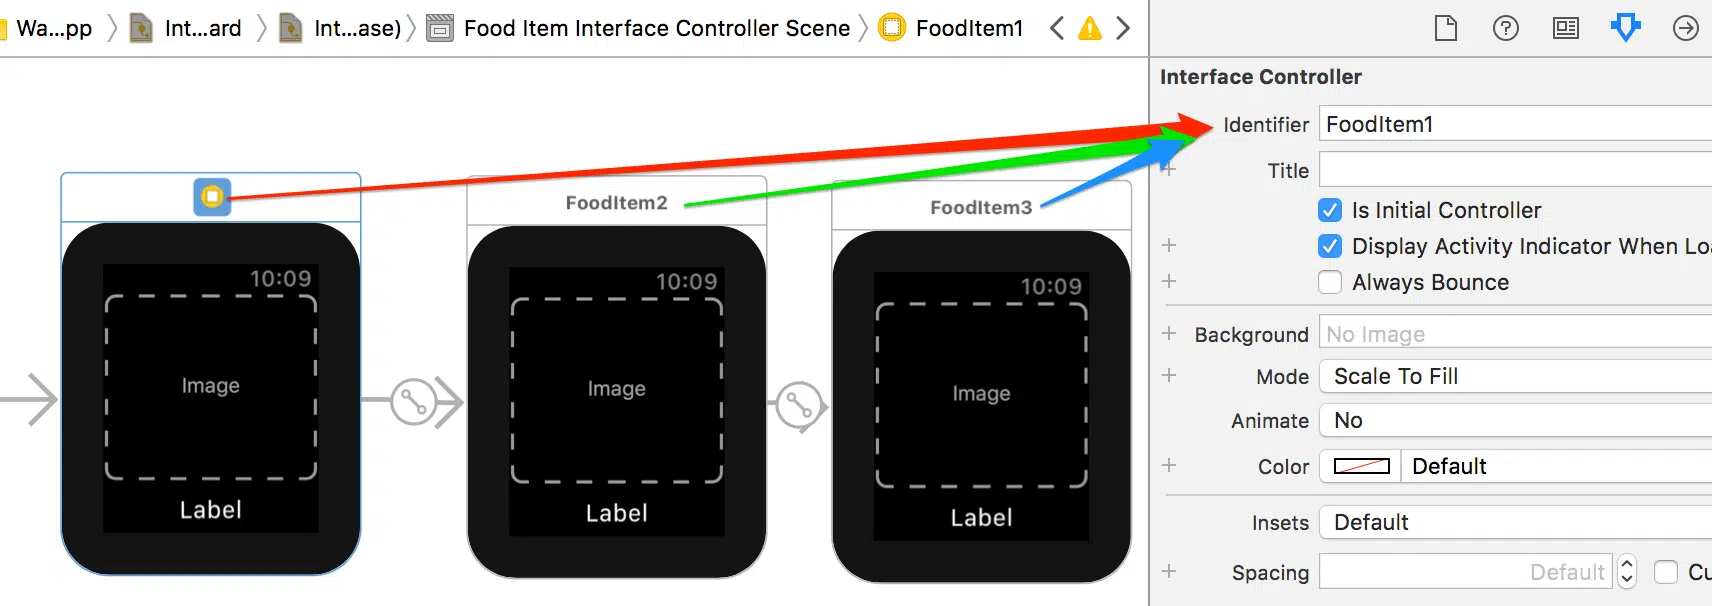 Wa...pp Int...ard Int...ase) Food Item Interface Controller Scene FoodItem1
Interface Controller
Identifier FoodItem1
Title
Is Initial Controller
Display Activity Indicator When Loa
Always Bounce
Background No Image
Mode Scale To Fill
Animate No
Color Default
Insets Default
Spacing Default Cu
FoodItem2
FoodItem3
10:09
Image
Label
10:09
Image
Label
10:09
Image
Label